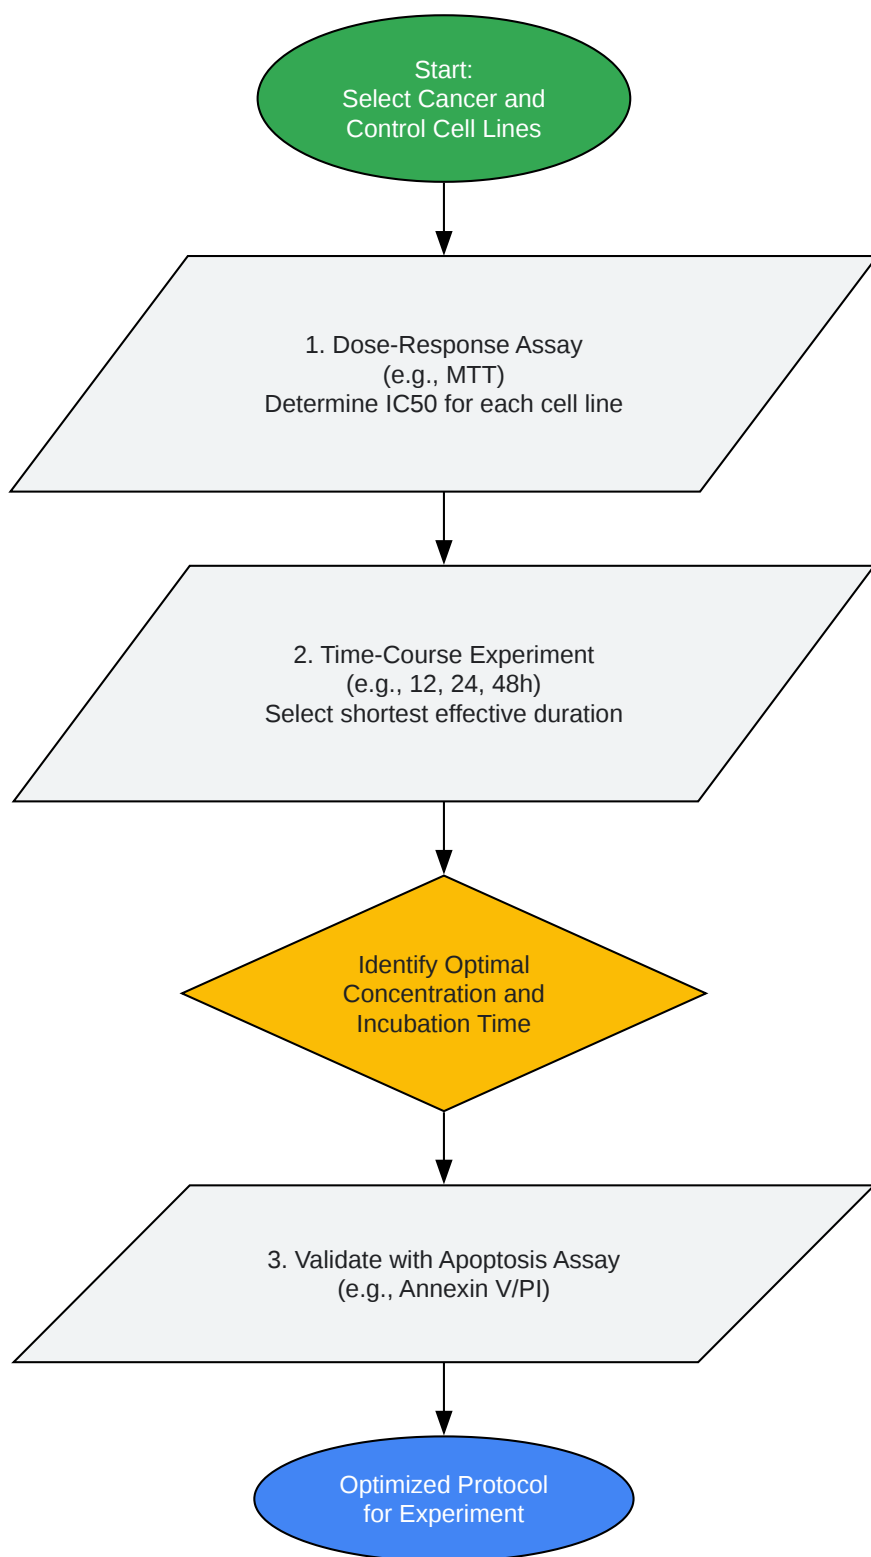 Start:
Select Cancer and
Control Cell Lines
1. Dose-Response Assay
(e.g., MTT)
Determine IC50 for each cell line
2. Time-Course Experiment
(e.g., 12, 24, 48h)
Select shortest effective duration
Identify Optimal
Concentration and
Incubation Time
3. Validate with Apoptosis Assay
(e.g., Annexin V/PI)
Optimized Protocol
for Experiment